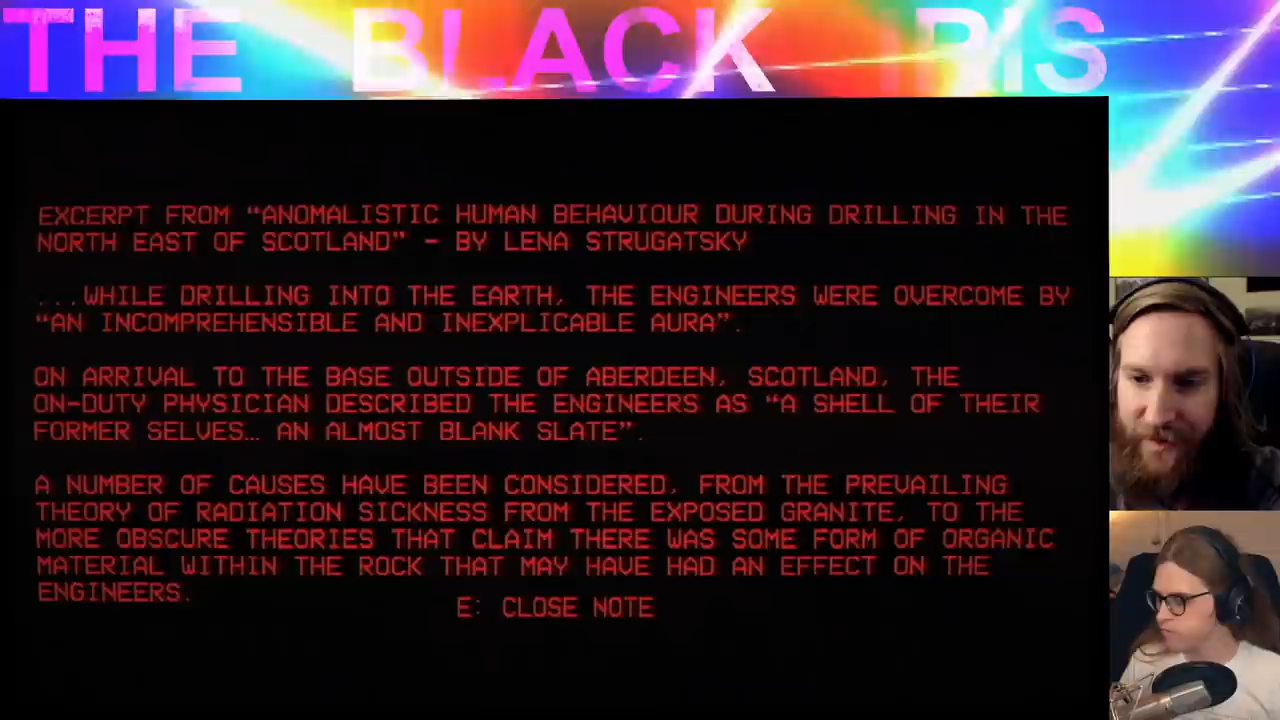 THE BLACK IRIS
EXCERPT FROM “ANOMALISTIC HUMAN BEHAVIOUR DURING DRILLING IN THE
NORTH EAST OF SCOTLAND” - BY LENA STRUGATSKY
...WHILE DRILLING INTO THE EARTH, THE ENGINEERS WERE OVERCOME BY
“AN INCOMPREHENSIBLE AND INEXPLICABLE AURA”.
ON ARRIVAL TO THE BASE OUTSIDE OF ABERDEEN, SCOTLAND, THE
ON-DUTY PHYSICIAN DESCRIBED THE ENGINEERS AS “A SHELL OF THEIR
FORMER SELVES… AN ALMOST BLANK SLATE”.
A NUMBER OF CAUSES HAVE BEEN CONSIDERED, FROM THE PREVAILING
THEORY OF RADIATION SICKNESS FROM THE EXPOSED GRANITE, TO THE
MORE OBSCURE THEORIES THAT CLAIM THERE WAS SOME FORM OF ORGANIC
MATERIAL WITHIN THE ROCK THAT MAY HAVE HAD AN EFFECT ON THE
ENGINEERS.
E: CLOSE NOTE